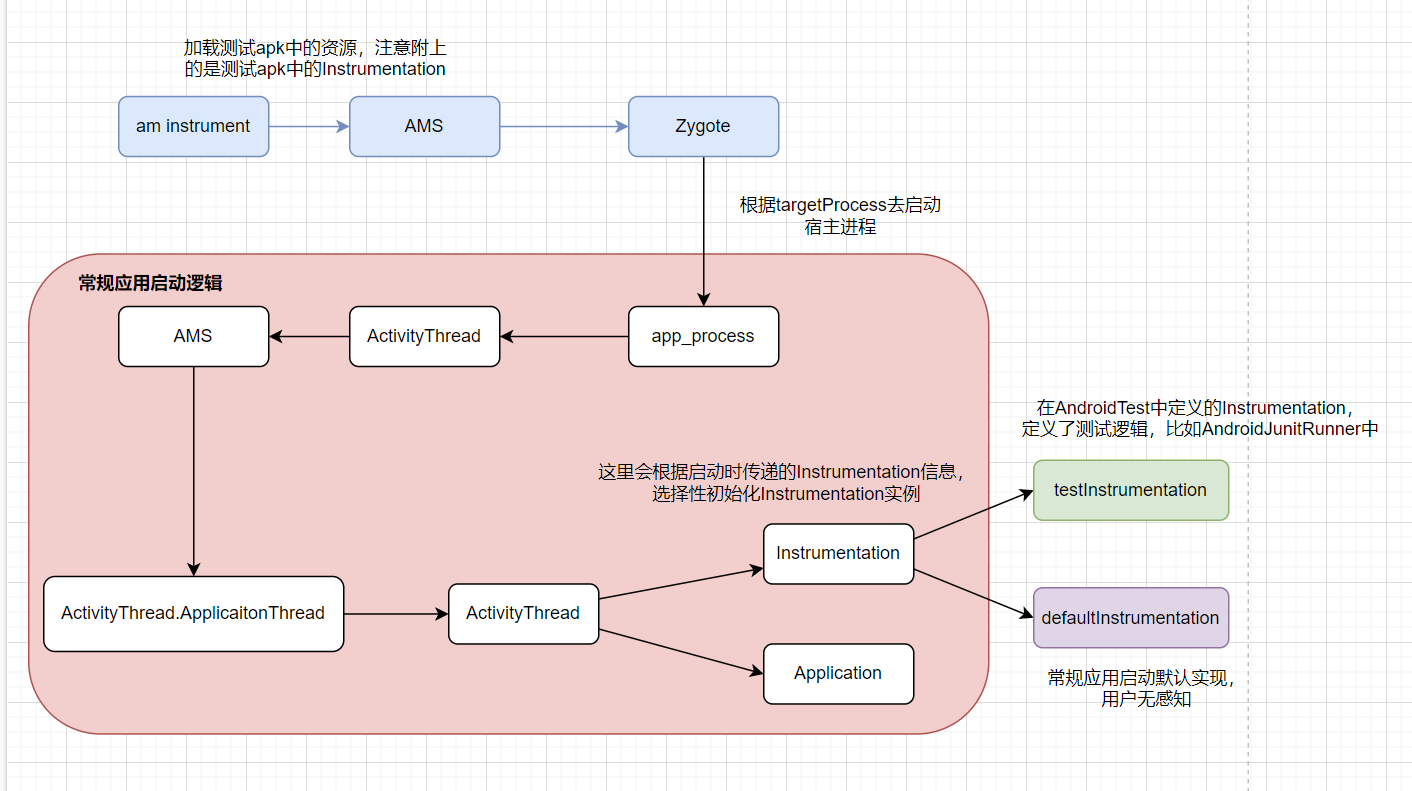 加载测试apk中的资源，注意附上
的是测试apk中的Instrumentation
am instrument
AMS
Zygote
根据targetProcess去启动
宿主进程
常规应用启动逻辑
AMS
ActivityThread
app_process
在AndroidTest中定义的Instrumentation，
定义了测试逻辑，比如AndroidJunitRunner中
这里会根据启动时传递的Instrumentation信息，
选择性初始化Instrumentation实例
testInstrumentation
Instrumentation
ActivityThread.ApplicaitonThread
ActivityThread
defaultInstrumentation
Application
常规应用启动默认实现，
用户无感知